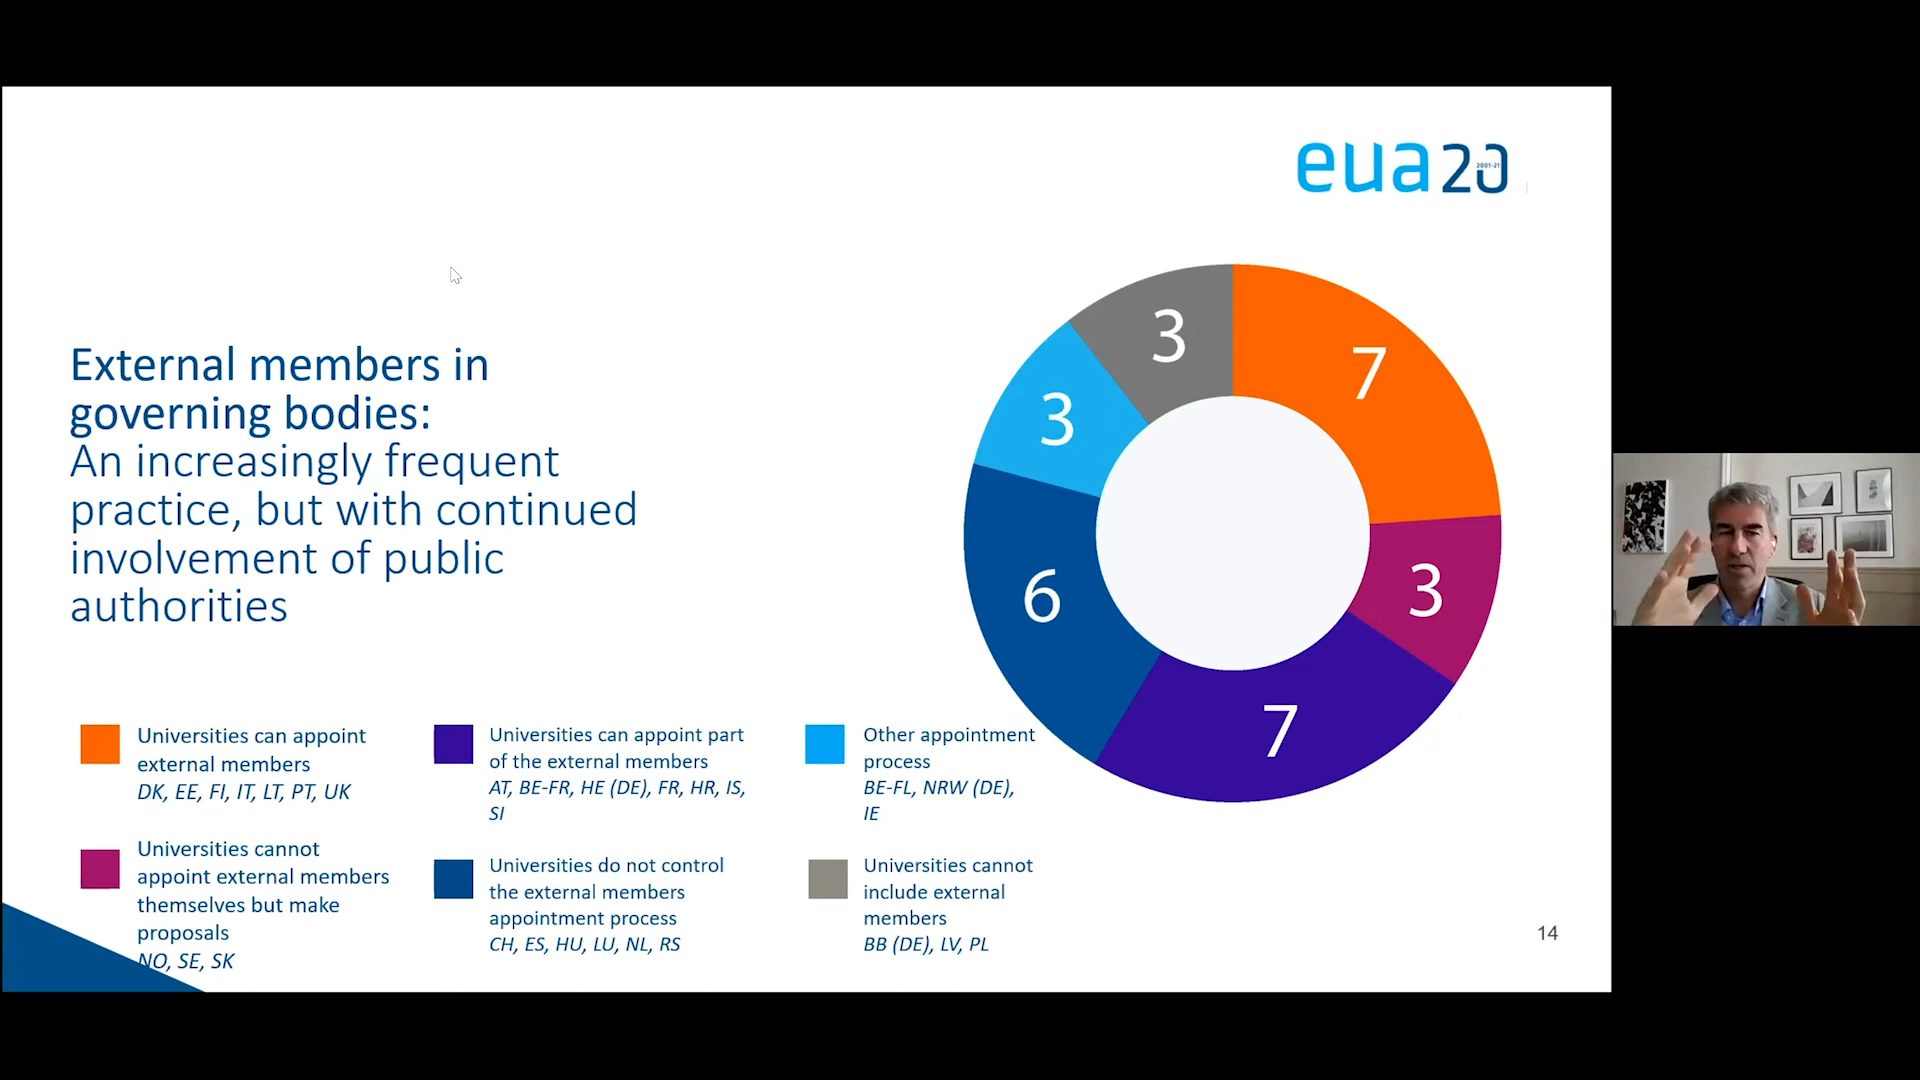 eua20
2001-21
External members in
governing bodies:
An increasingly frequent
practice, but with continued
involvement of public
authorities
3
7
3
6
3
7
Universities can appoint
external members
DK, EE, FI, IT, LT, PT, UK
Universities cannot
appoint external members
themselves but make
proposals
NO, SE, SK
Universities can appoint part
of the external members
AT, BE-FR, HE (DE), FR, HR, IS,
SI
Universities do not control
the external members
appointment process
CH, ES, HU, LU, NL, RS
Other appointment
process
BE-FL, NRW (DE),
IE
Universities cannot
include external
members
BB (DE), LV, PL
14